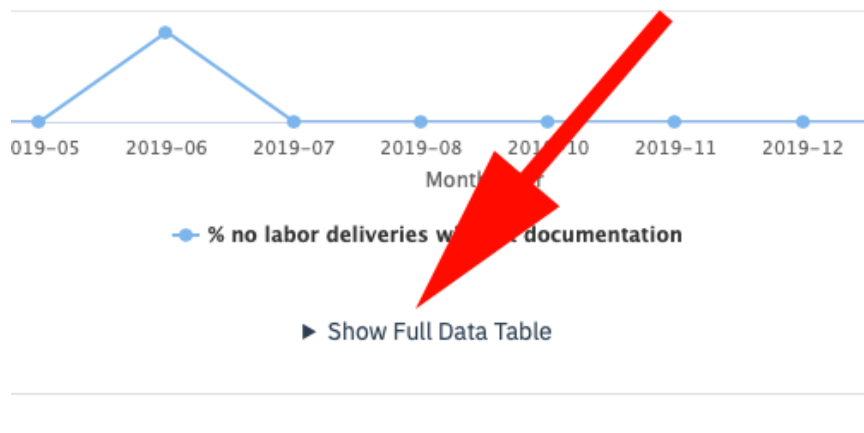 019-05 2019-06 2019-07 2019-08 2019-11 2019-12
% no labor deliveries documentation
Show Full Data Table